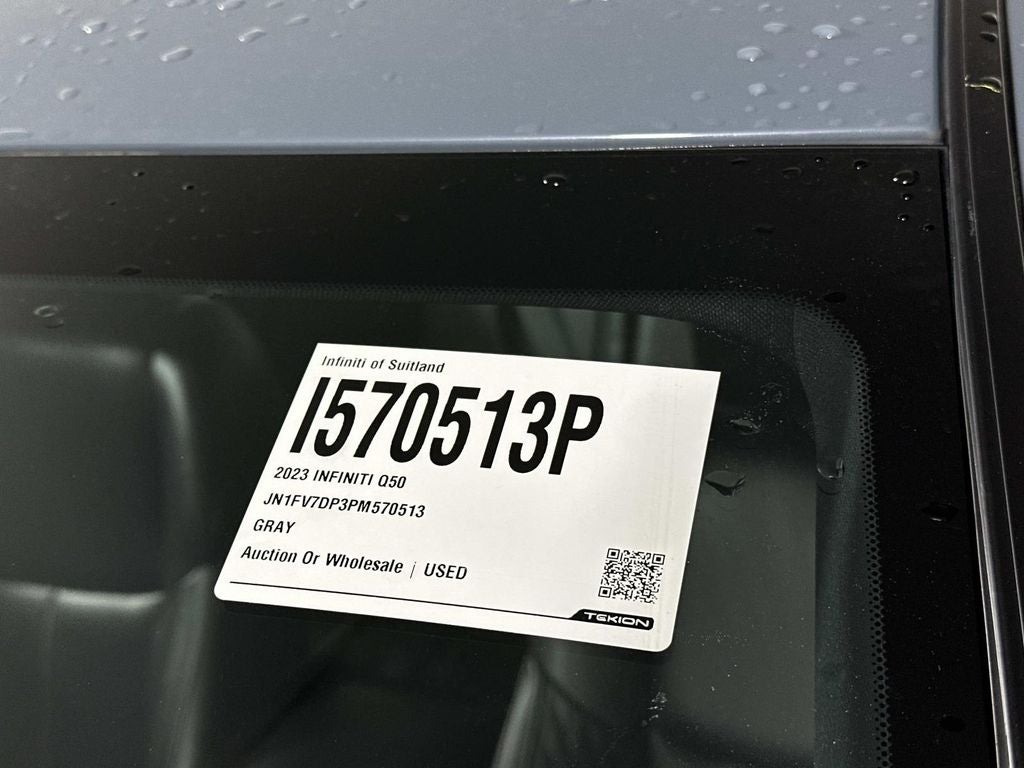 Infiniti of Suitland
I570513P
2023 INFINITI Q50
JN1FV7DP3PM570513
GRAY
Auction Or Wholesale | USED
TEKION